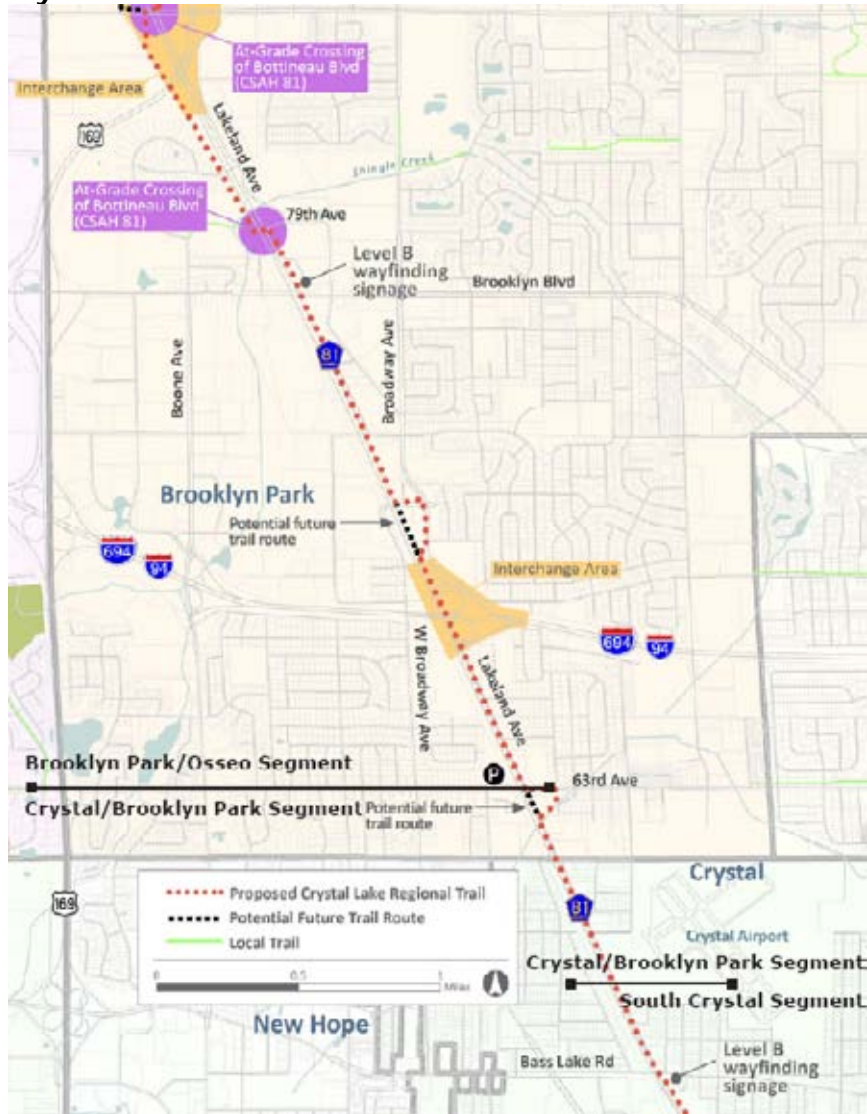 At-Grade Crossing
of Bottineau Blvd
(CSAH 81)
Interchange Area
169
Lakeland Ave
Shingle Creek
At-Grade Crossing
of Bottineau Blvd
(CSAH 81)
79th Ave
Level B
wayfinding
signage
Brooklyn Blvd
81
Boone Ave
Broadway Ave
Brooklyn Park
Potential future
trail route
694
94
Interchange Area
694
94
W Broadway Ave
Lakeland Ave
Brooklyn Park/Osseo Segment
P
63rd Ave
Crystal/Brooklyn Park Segment
Potential future
trail route
Crystal
169
Proposed Crystal Lake Regional Trail
Potential Future Trail Route
Local Trail
0 0.5 1
Miles
81
Crystal Airport
Crystal/Brooklyn Park Segment
South Crystal Segment
New Hope
Bass Lake Rd
Level B
wayfinding
signage